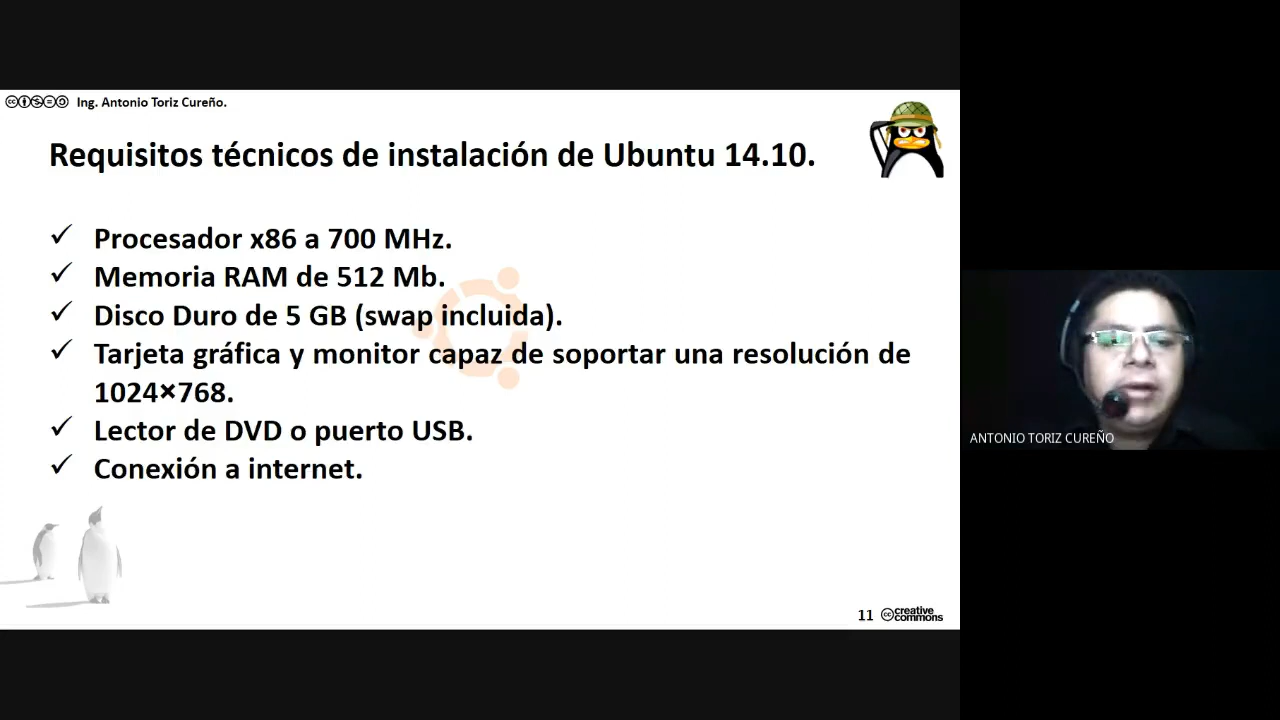 Ing. Antonio Toriz Cureño.
Requisitos técnicos de instalación de Ubuntu 14.10.
✓ Procesador x86 a 700 MHz.
✓ Memoria RAM de 512 Mb.
✓ Disco Duro de 5 GB (swap incluida).
✓ Tarjeta gráfica y monitor capaz de soportar una resolución de
1024×768.
✓ Lector de DVD o puerto USB.
✓ Conexión a internet.
11 cc creative commons
ANTONIO TORIZ CUREÑO